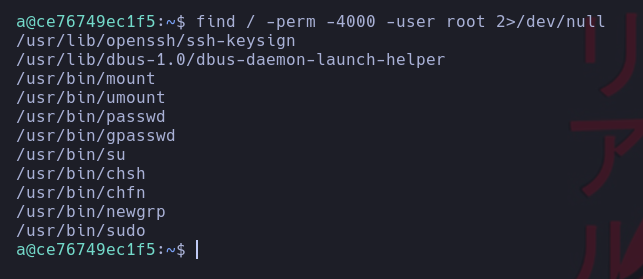 a@ce76749ec1f5:~$ find / -perm -4000 -user root 2>/dev/null
/usr/lib/openssh/ssh-keysign
/usr/lib/dbus-1.0/dbus-daemon-launch-helper
/usr/bin/mount
/usr/bin/umount
/usr/bin/passwd
/usr/bin/gpasswd
/usr/bin/su
/usr/bin/chsh
/usr/bin/chfn
/usr/bin/newgrp
/usr/bin/sudo
a@ce76749ec1f5:~$
リアル